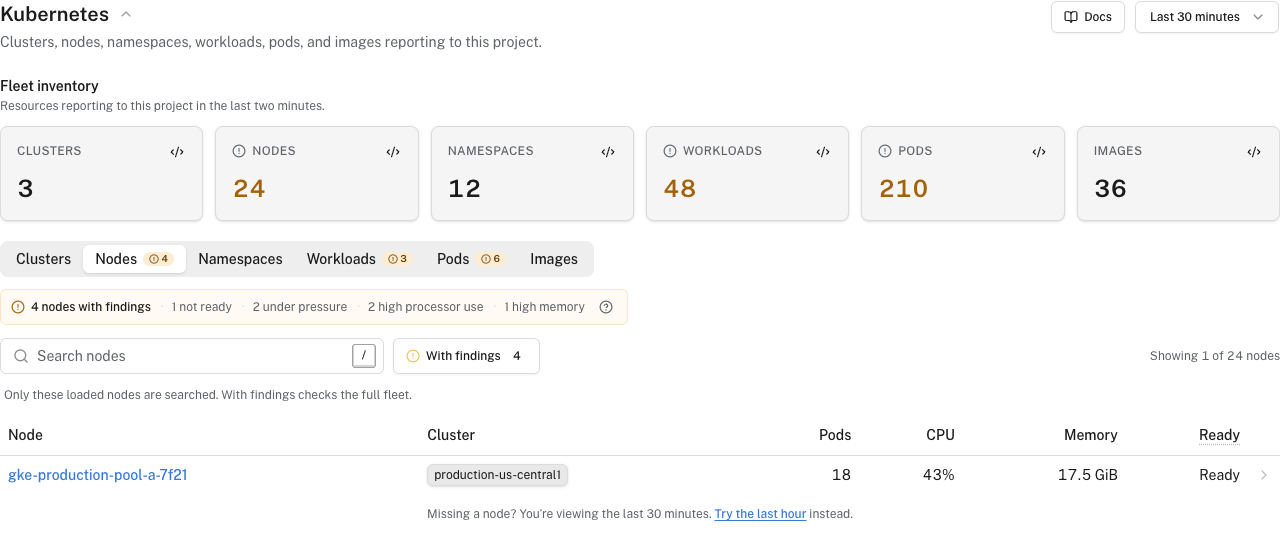 Kubernetes
Docs
Last 30 minutes
Clusters, nodes, namespaces, workloads, pods, and images reporting to this project.
Fleet inventory
Resources reporting to this project in the last two minutes.
CLUSTERS </> NODES </> NAMESPACES </> WORKLOADS </> PODS </> IMAGES </>
3 24 12 48 210 36
Clusters Nodes 4 Namespaces Workloads 3 Pods 6 Images
4 nodes with findings · 1 not ready · 2 under pressure · 2 high processor use · 1 high memory
Search nodes / With findings 4 Showing 1 of 24 nodes
Only these loaded nodes are searched. With findings checks the full fleet.
Node Cluster Pods CPU Memory Ready
gke-production-pool-a-7f21 production-us-central1 18 43% 17.5 GiB Ready
Missing a node? You're viewing the last 30 minutes. Try the last hour instead.